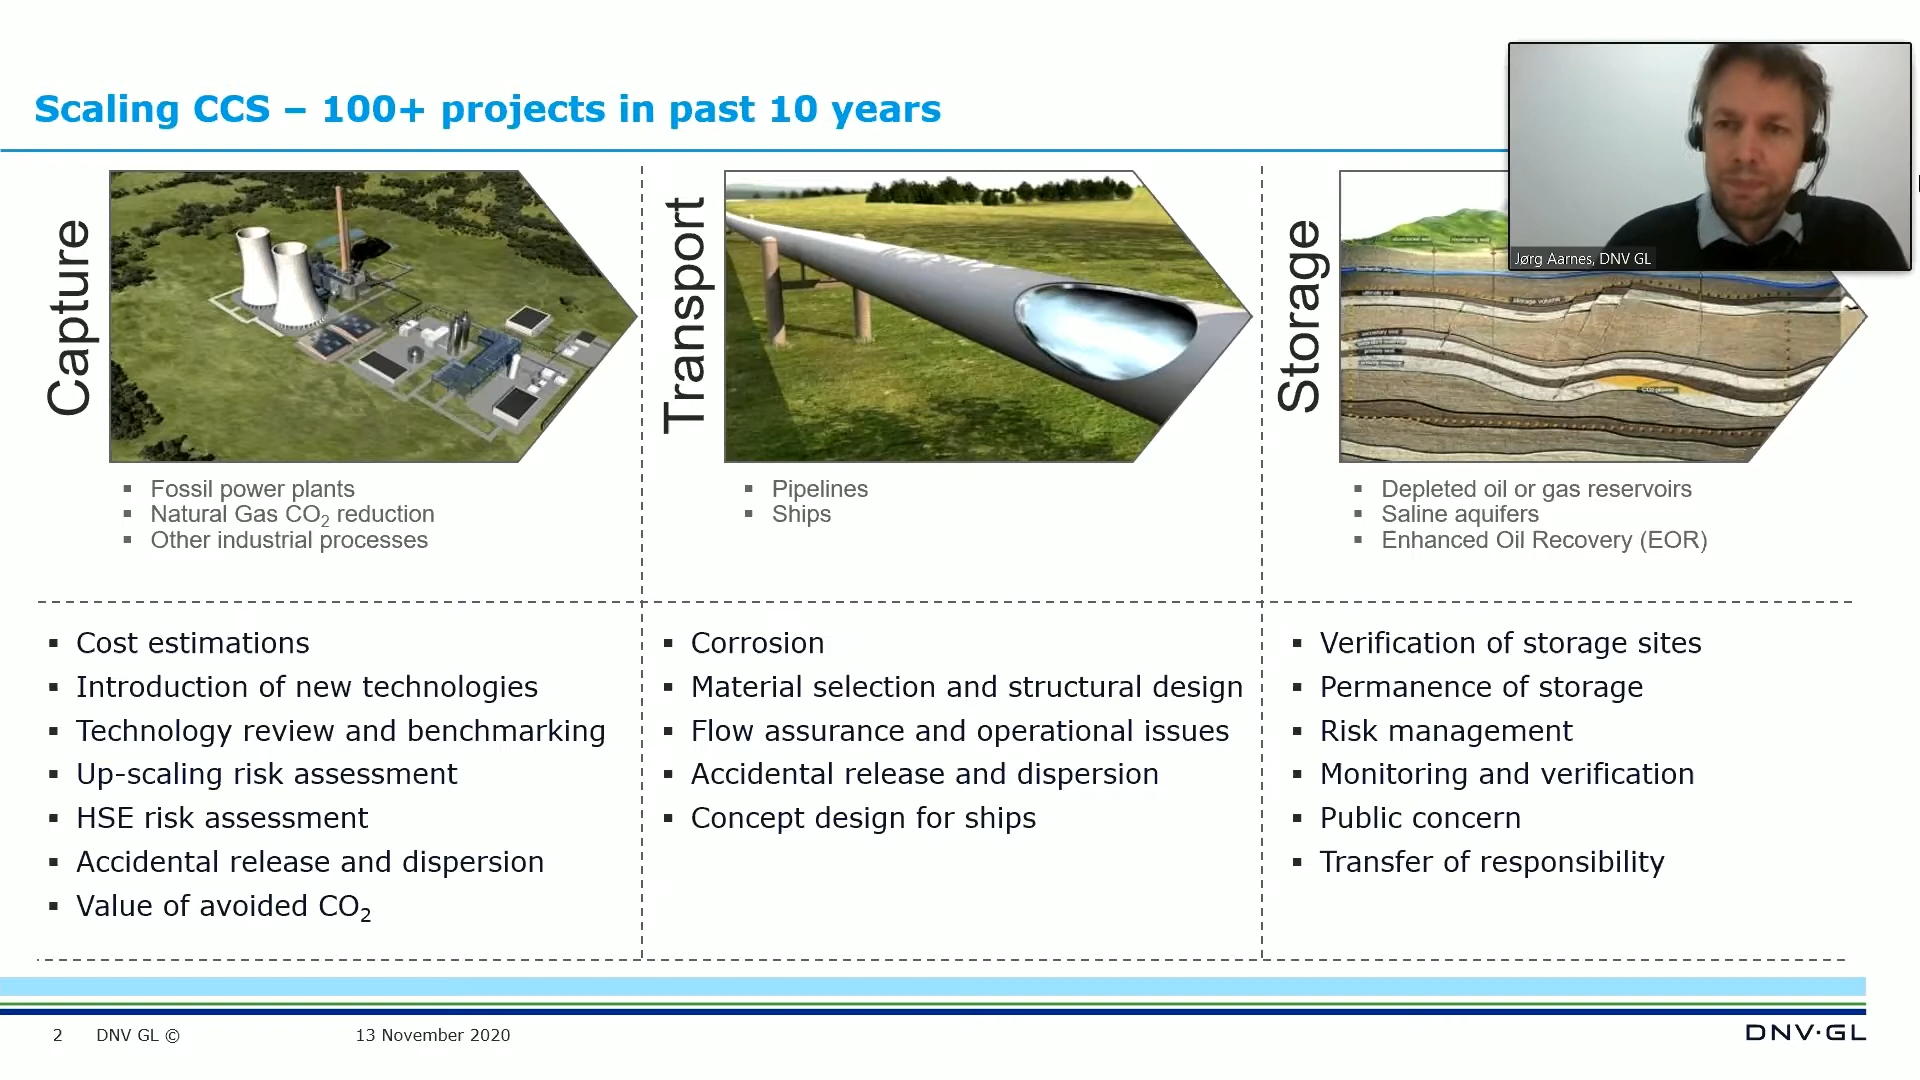 Scaling CCS – 100+ projects in past 10 years
Jørg Aarnes, DNV GL
Capture
▪ Fossil power plants
▪ Natural Gas CO₂ reduction
▪ Other industrial processes
▪ Cost estimations
▪ Introduction of new technologies
▪ Technology review and benchmarking
▪ Up-scaling risk assessment
▪ HSE risk assessment
▪ Accidental release and dispersion
▪ Value of avoided CO₂
Transport
▪ Pipelines
▪ Ships
▪ Corrosion
▪ Material selection and structural design
▪ Flow assurance and operational issues
▪ Accidental release and dispersion
▪ Concept design for ships
Storage
▪ Depleted oil or gas reservoirs
▪ Saline aquifers
▪ Enhanced Oil Recovery (EOR)
▪ Verification of storage sites
▪ Permanence of storage
▪ Risk management
▪ Monitoring and verification
▪ Public concern
▪ Transfer of responsibility
2 DNV GL © 13 November 2020
DNV·GL